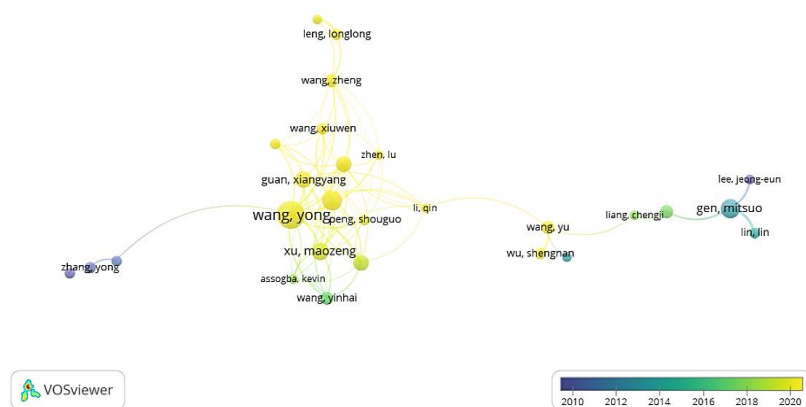 leng, longlong
wang, zheng
wang, xiuwen
zhen, lu
lee, jeong-eun
guan, xiangyang
li, qin
liang, chengji
gen, mitsuo
wang, yong
peng, shouguo
wang, yu
lin, lin
xu, maozeng
wu, shengnan
zhang, yong
assogba, kevin
wang, yinhai
VOSviewer
2010 2012 2014 2016 2018 2020